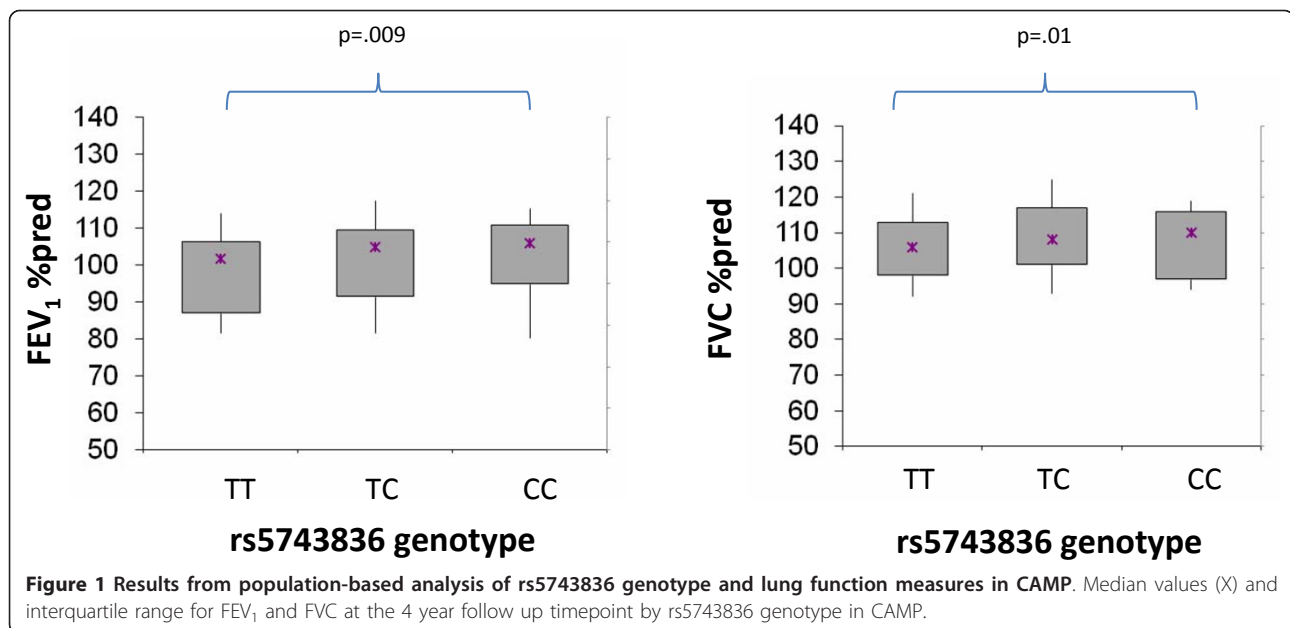 p=.009
140
130
120
110
100
90
80
70
60
50
FEV₁ %pred
TT TC CC
rs5743836 genotype
p=.01
140
130
120
110
100
90
80
70
60
50
FVC %pred
TT TC CC
rs5743836 genotype
Figure 1 Results from population-based analysis of rs5743836 genotype and lung function measures in CAMP. Median values (X) and
interquartile range for FEV₁ and FVC at the 4 year follow up timepoint by rs5743836 genotype in CAMP.